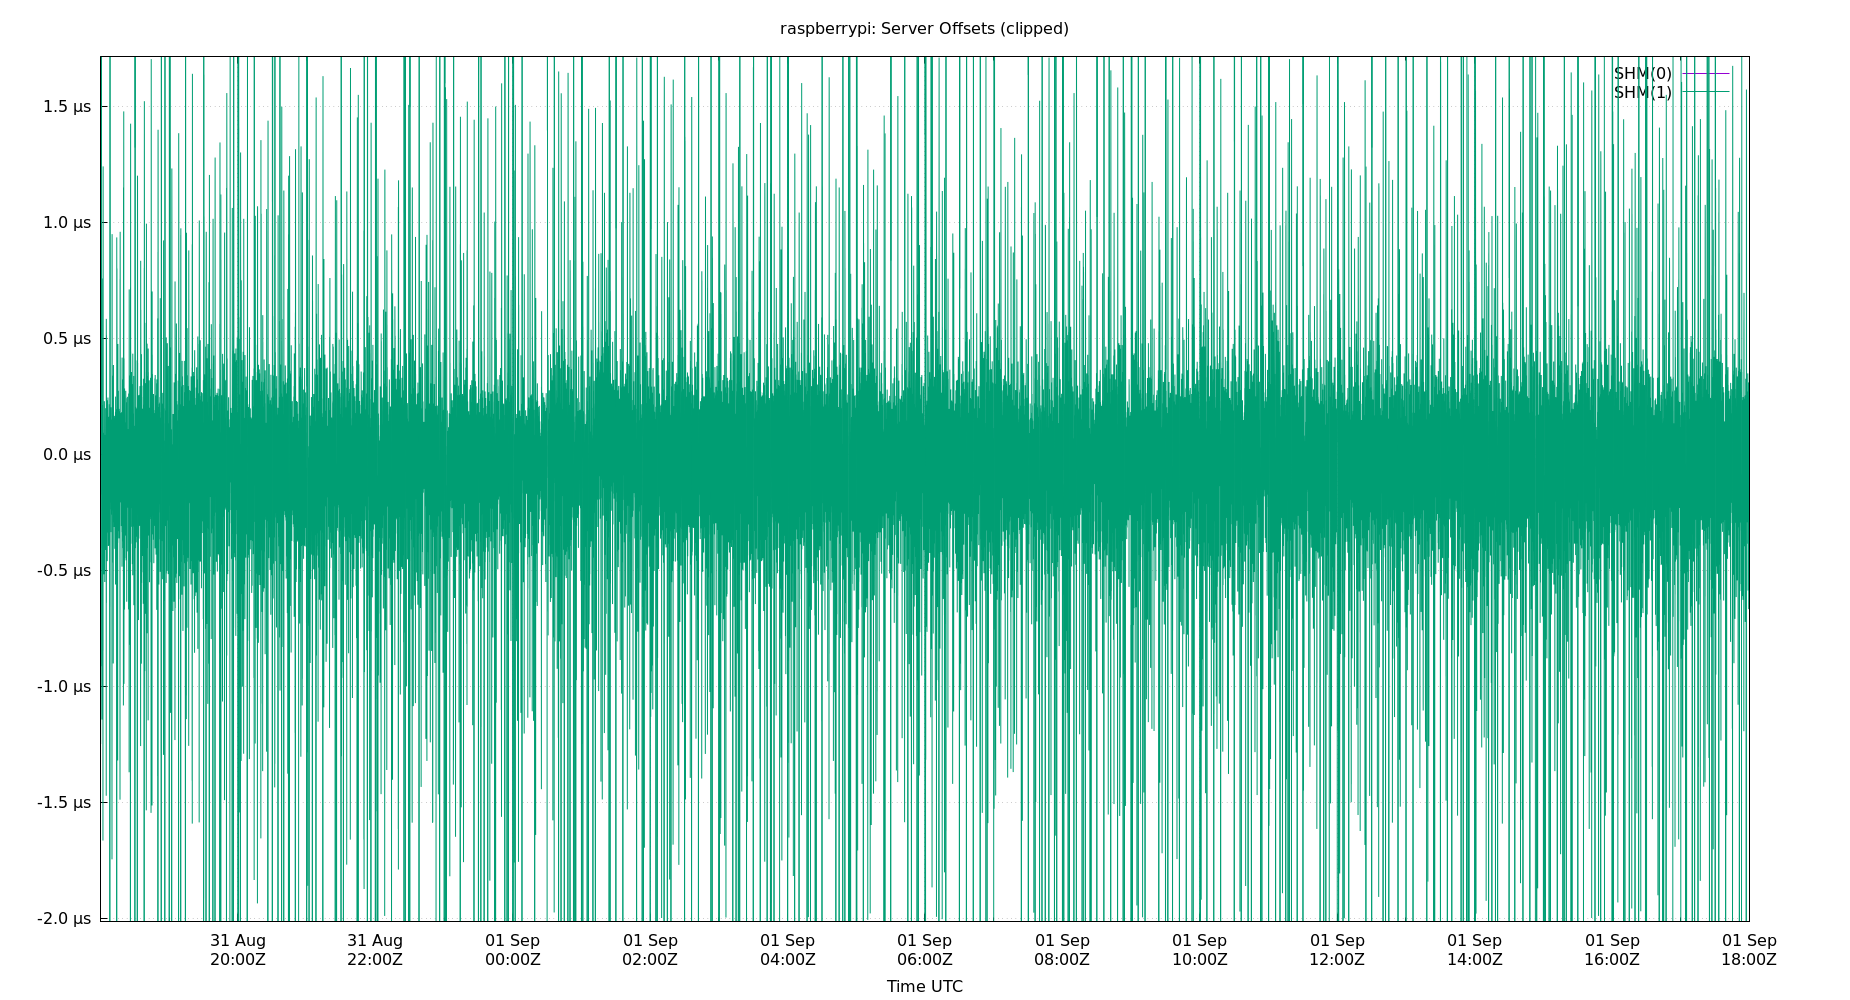 raspberrypi: Server Offsets (clipped)
SHM(0)
SHM(1)
1.5 µs
1.0 µs
0.5 µs
0.0 µs
-0.5 µs
-1.0 µs
-1.5 µs
-2.0 µs
31 Aug 31 Aug 01 Sep 01 Sep 01 Sep 01 Sep 01 Sep 01 Sep 01 Sep 01 Sep 01 Sep 01 Sep
20:00Z 22:00Z 00:00Z 02:00Z 04:00Z 06:00Z 08:00Z 10:00Z 12:00Z 14:00Z 16:00Z 18:00Z
Time UTC